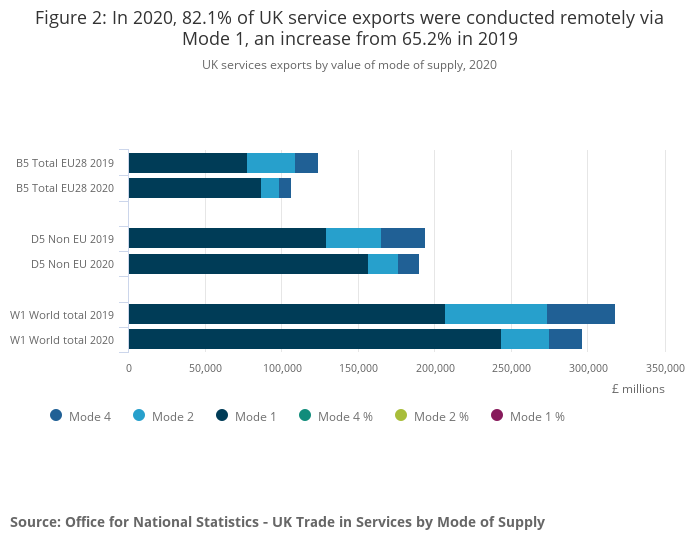 Figure 2: In 2020, 82.1% of UK service exports were conducted remotely via
Mode 1, an increase from 65.2% in 2019
UK services exports by value of mode of supply, 2020
B5 Total EU28 2019
B5 Total EU28 2020
D5 Non EU 2019
D5 Non EU 2020
W1 World total 2019
W1 World total 2020
0 50,000 100,000 150,000 200,000 250,000 300,000 350,000
£ millions
Mode 4 Mode 2 Mode 1 Mode 4 % Mode 2 % Mode 1 %
Source: Office for National Statistics - UK Trade in Services by Mode of Supply